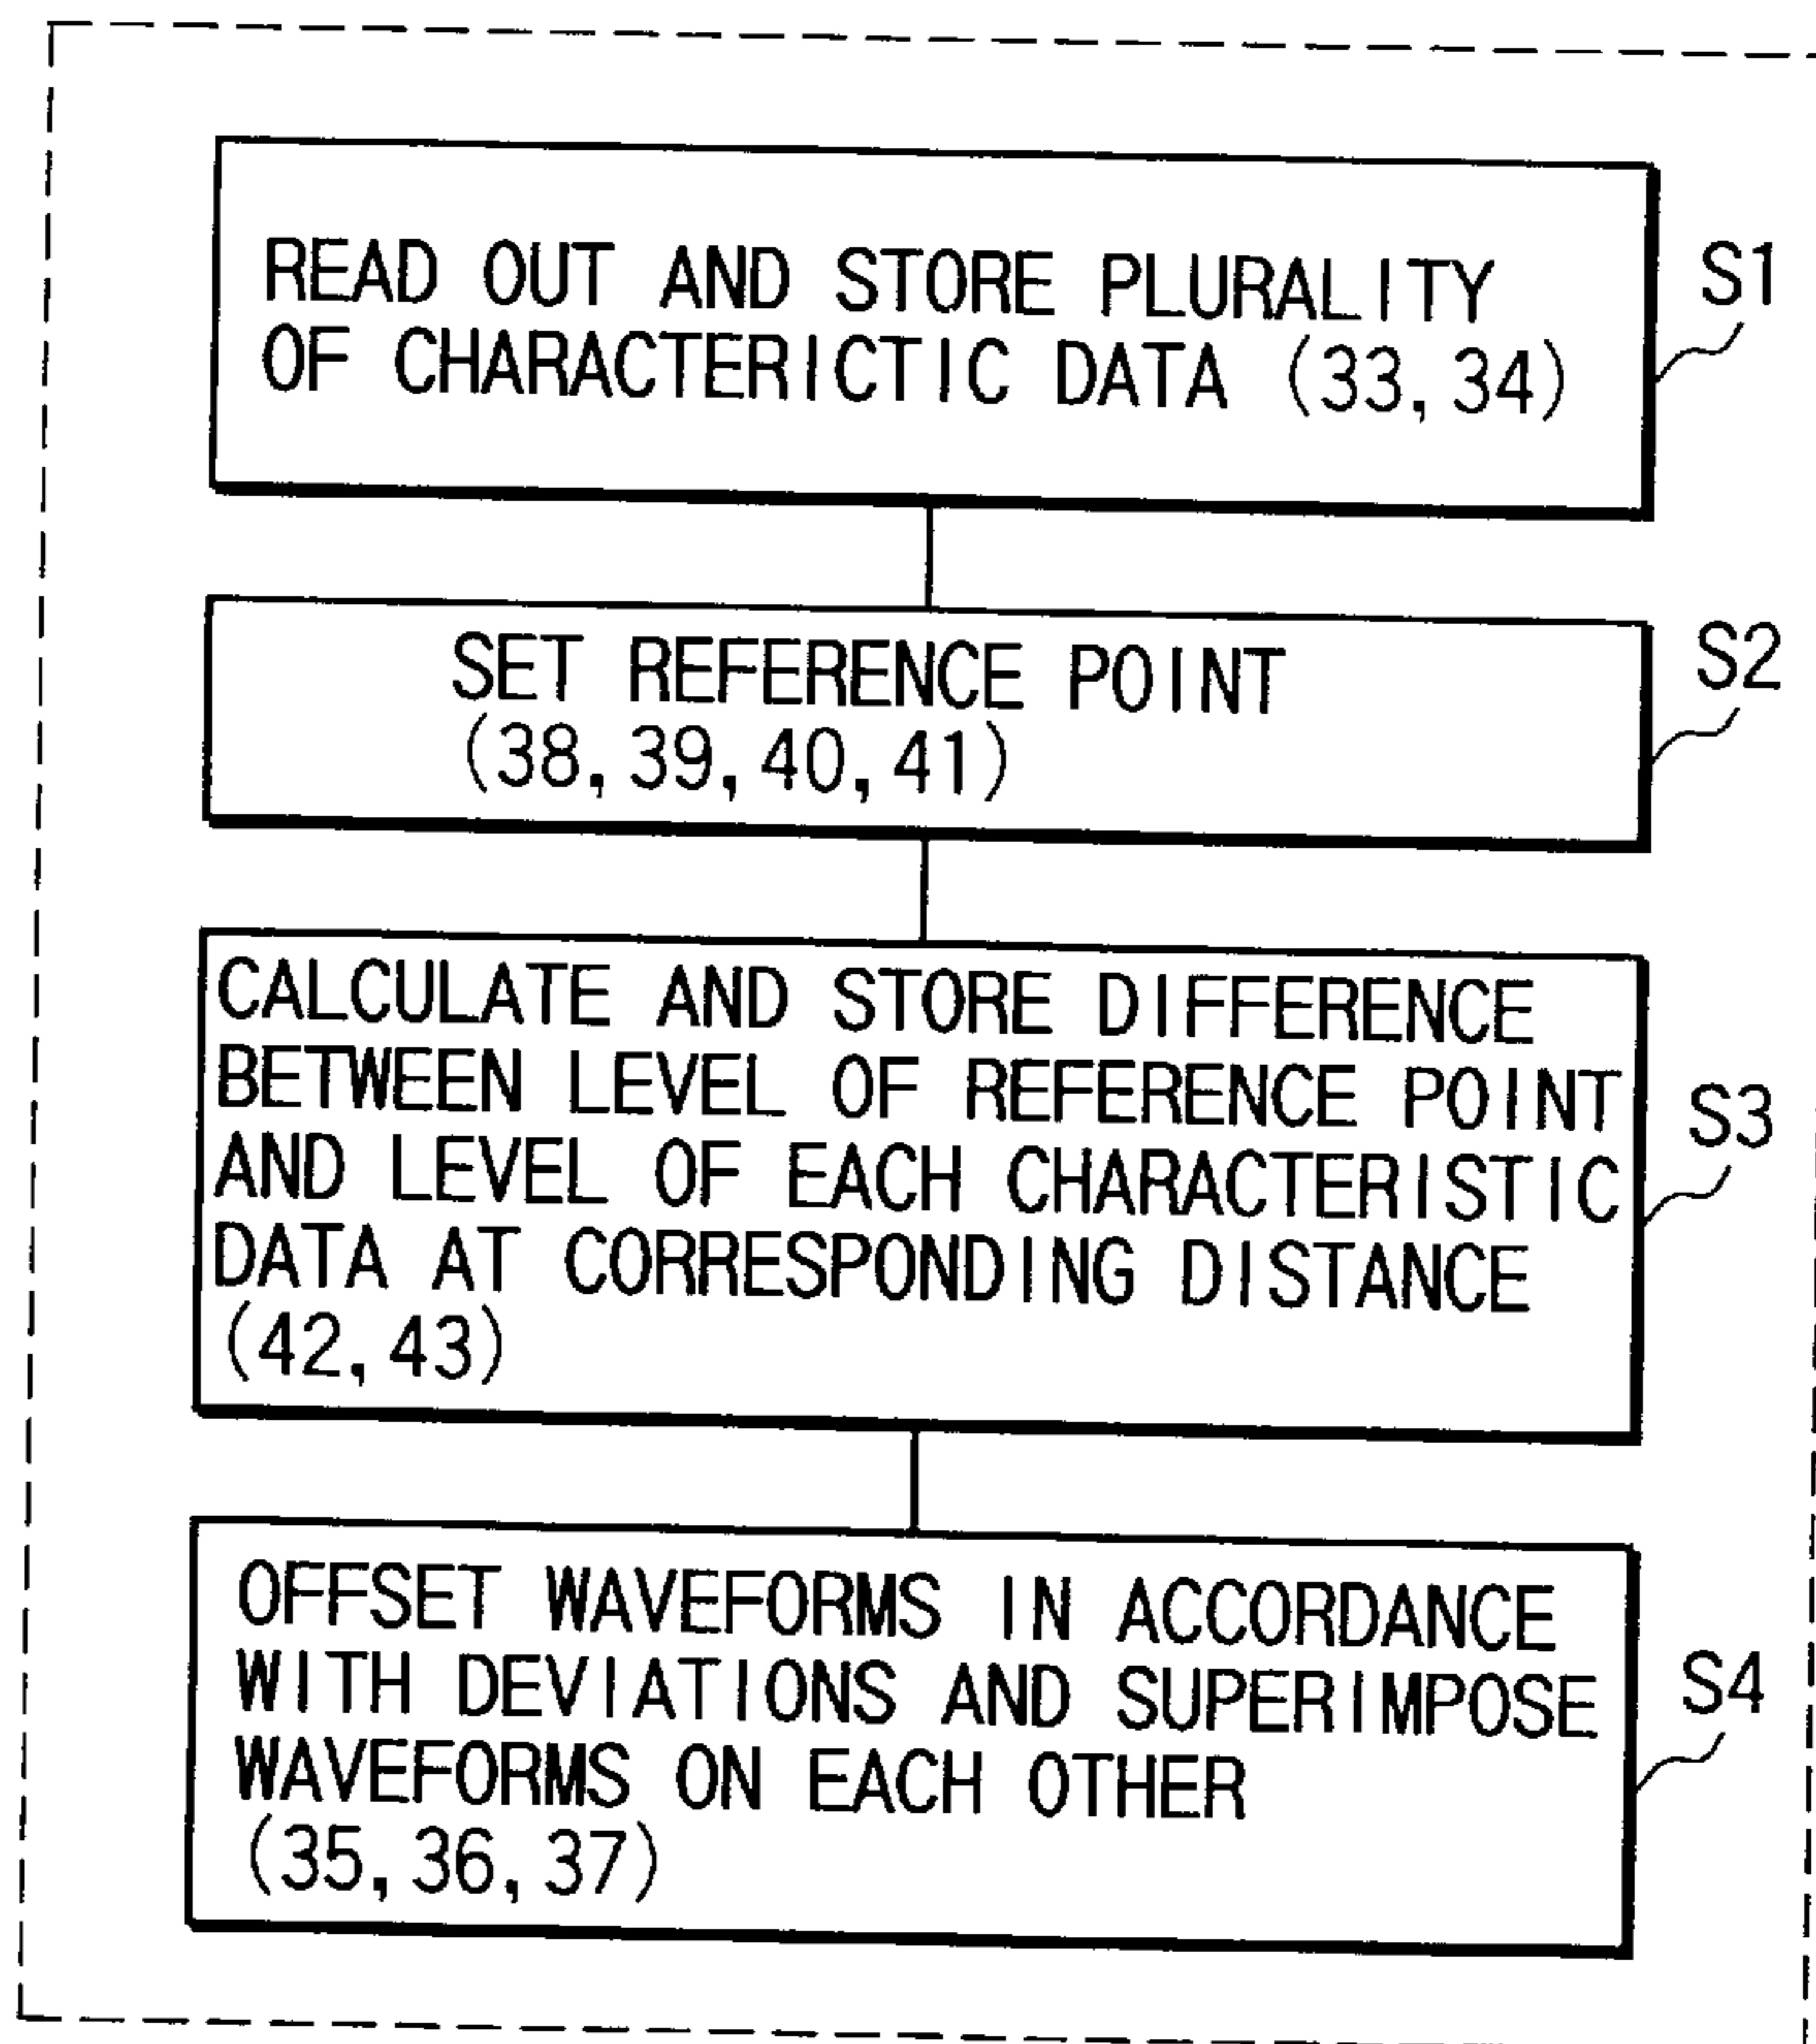 READ OUT AND STORE PLURALITY
OF CHARACTERICTIC DATA (33, 34)
S1
SET REFERENCE POINT
(38, 39, 40, 41)
S2
CALCULATE AND STORE DIFFERENCE
BETWEEN LEVEL OF REFERENCE POINT
AND LEVEL OF EACH CHARACTERISTIC
DATA AT CORRESPONDING DISTANCE
(42, 43)
S3
OFFSET WAVEFORMS IN ACCORDANCE
WITH DEVIATIONS AND SUPERIMPOSE
WAVEFORMS ON EACH OTHER
(35, 36, 37)
S4